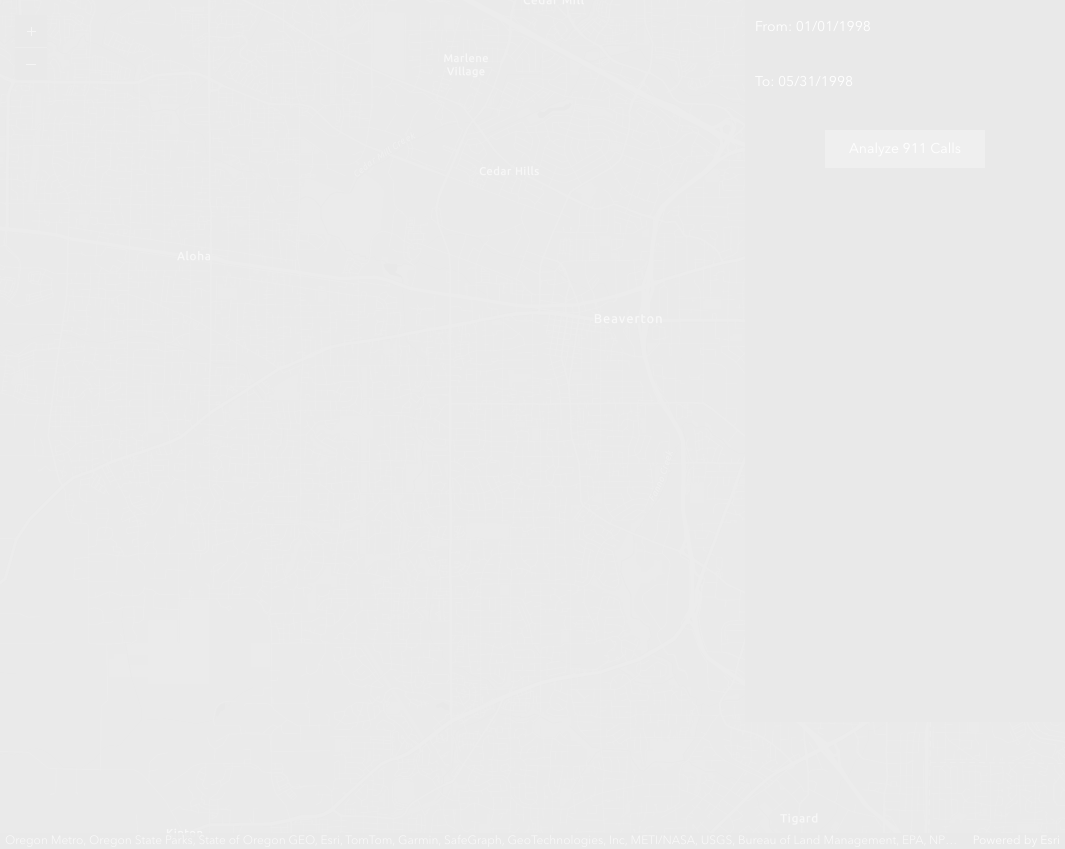 Cedar Mill
From: 01/01/1998
+
Marlene
Village
−
To: 05/31/1998
Analyze 911 Calls
Cedar Hills
Aloha
Beaverton
Tigard
Kinton
Oregon Metro, Oregon State Parks, State of Oregon GEO, Esri, TomTom, Garmin, SafeGraph, GeoTechnologies, Inc, METI/NASA, USGS, Bureau of Land Management, EPA, NP
Powered by Esri